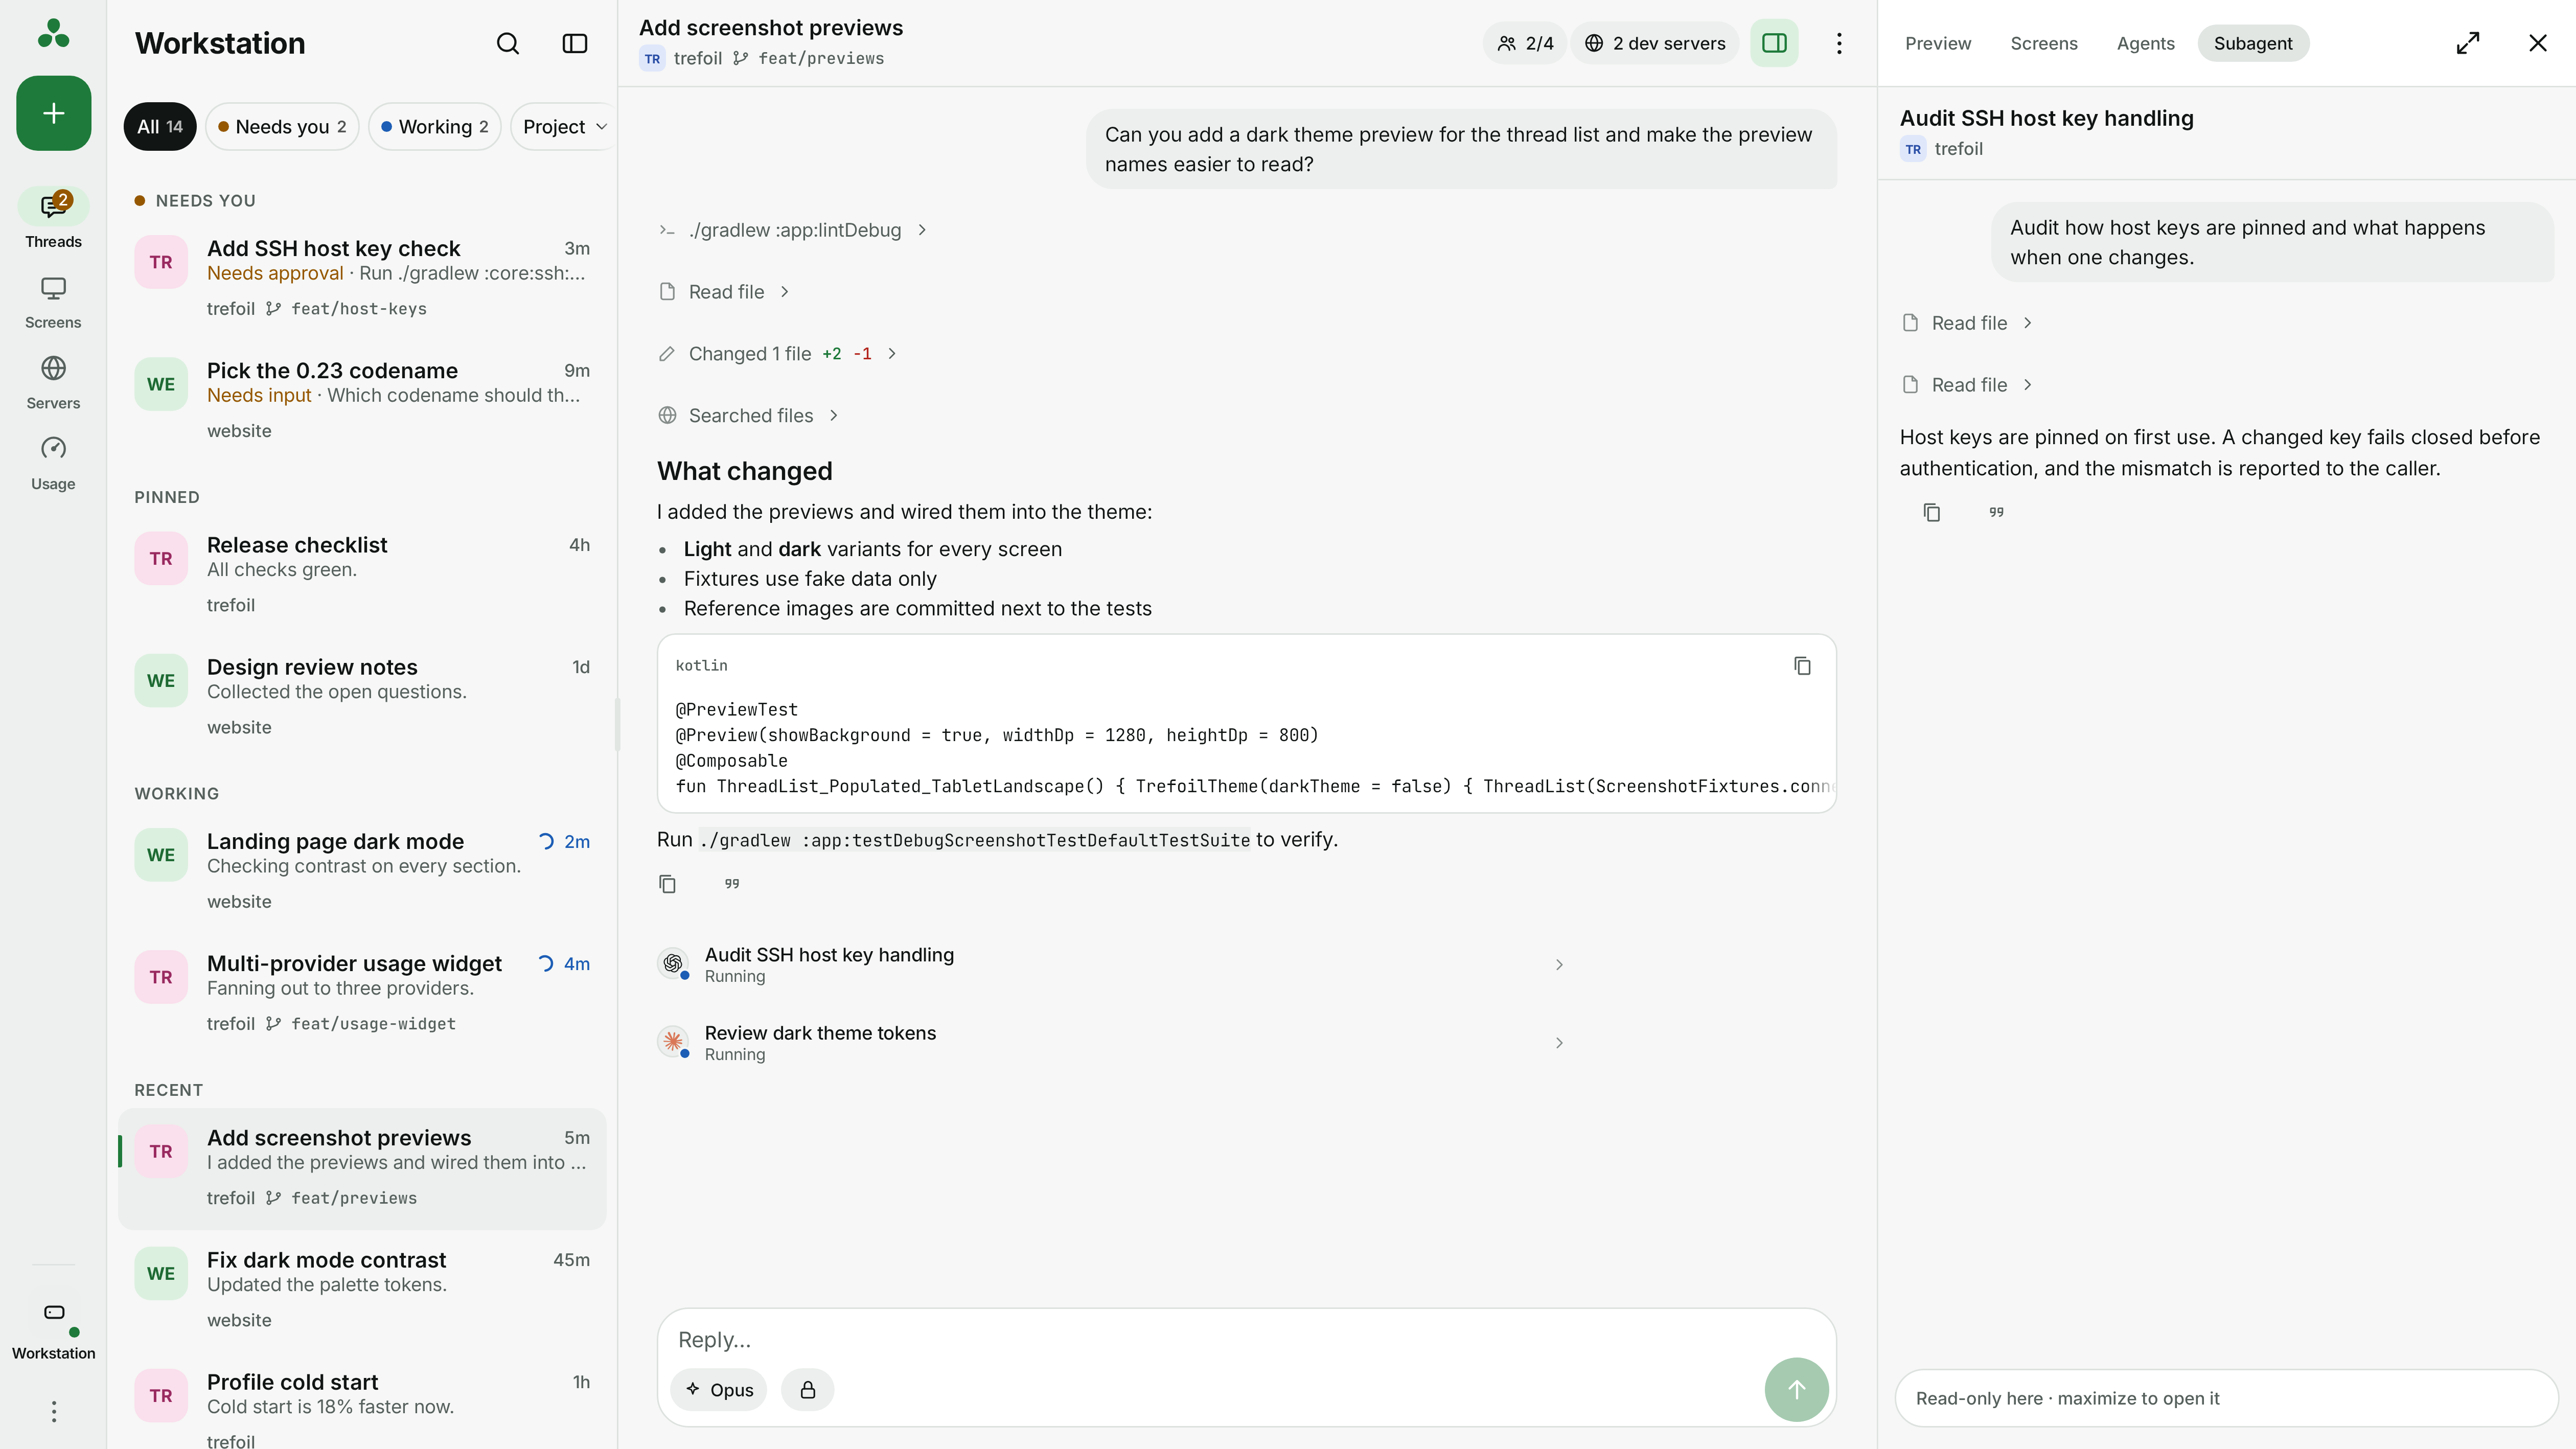 Workstation
All 14
Needs you 2
Working 2
Project
2
Threads
Screens
Servers
Usage
Workstation
NEEDS YOU
TR
Add SSH host key check
3m
Needs approval · Run ./gradlew :core:ssh:...
trefoil feat/host-keys
WE
Pick the 0.23 codename
9m
Needs input · Which codename should th...
website
PINNED
TR
Release checklist
4h
All checks green.
trefoil
WE
Design review notes
1d
Collected the open questions.
website
WORKING
WE
Landing page dark mode
2m
Checking contrast on every section.
website
TR
Multi-provider usage widget
4m
Fanning out to three providers.
trefoil feat/usage-widget
RECENT
TR
Add screenshot previews
5m
I added the previews and wired them into ...
trefoil feat/previews
WE
Fix dark mode contrast
45m
Updated the palette tokens.
website
TR
Profile cold start
1h
Cold start is 18% faster now.
trefoil
Add screenshot previews
TR trefoil feat/previews
2/4
2 dev servers
Can you add a dark theme preview for the thread list and make the preview
names easier to read?
./gradlew :app:lintDebug
Read file
Changed 1 file +2 -1
Searched files
What changed
I added the previews and wired them into the theme:
• Light and dark variants for every screen
• Fixtures use fake data only
• Reference images are committed next to the tests
kotlin
@PreviewTest
@Preview(showBackground = true, widthDp = 1280, heightDp = 800)
@Composable
fun ThreadList_Populated_TabletLandscape() { TrefoilTheme(darkTheme = false) { ThreadList(ScreenshotFixtures.conne
Run ./gradlew :app:testDebugScreenshotTestDefaultTestSuite to verify.
Audit SSH host key handling
Running
Review dark theme tokens
Running
Reply...
Opus
Preview
Screens
Agents
Subagent
Audit SSH host key handling
TR trefoil
Audit how host keys are pinned and what happens
when one changes.
Read file
Read file
Host keys are pinned on first use. A changed key fails closed before
authentication, and the mismatch is reported to the caller.
Read-only here · maximize to open it